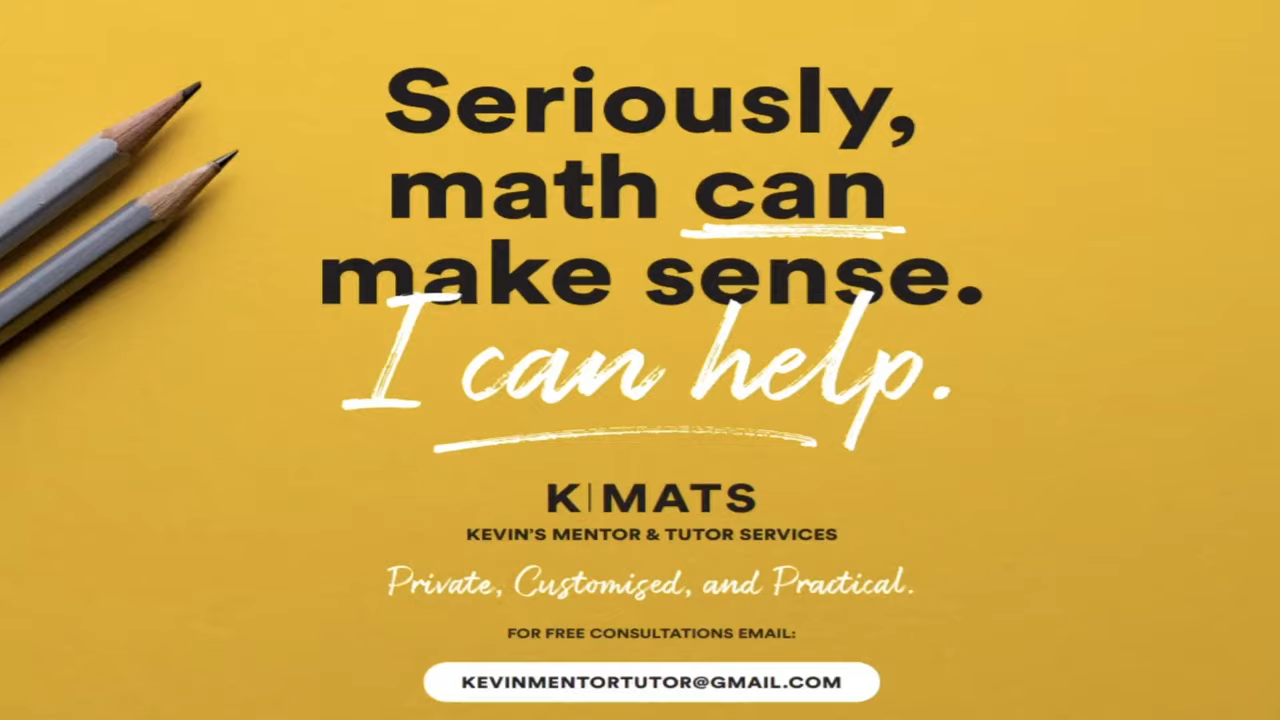 Seriously,
math can
make sense.
I can help.
K|MATS
KEVIN'S MENTOR & TUTOR SERVICES
Private, Customised, and Practical.
FOR FREE CONSULTATIONS EMAIL:
KEVINMENTORTUTOR@GMAIL.COM